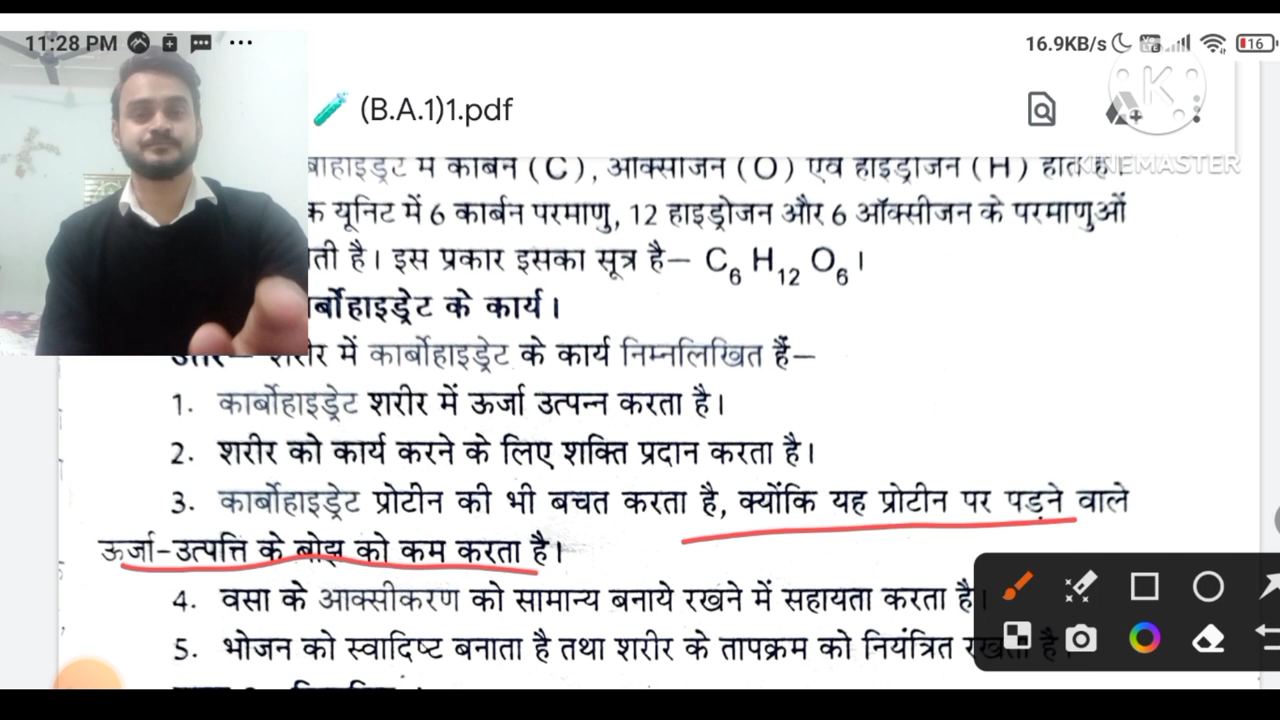 11:28 PM
16.9KB/s 16
(B.A.1)1.pdf
KINEMASTER
में कार्बन (C), ऑक्सीजन (O) एवं हाइड्रोजन (H) होते हैं।
यूनिट में 6 कार्बन परमाणु, 12 हाइड्रोजन और 6 ऑक्सीजन के परमाणुओं
है। इस प्रकार इसका सूत्र है– C6 H12 O6।
के कार्य।
शरीर में कार्बोहाइड्रेट के कार्य निम्नलिखित हैं–
1. कार्बोहाइड्रेट शरीर में ऊर्जा उत्पन्न करता है।
2. शरीर को कार्य करने के लिए शक्ति प्रदान करता है।
3. कार्बोहाइड्रेट प्रोटीन की भी बचत करता है, क्योंकि यह प्रोटीन पर पड़ने वाले
ऊर्जा-उत्पत्ति के बोझ को कम करता है।
4. वसा के आक्सीकरण को सामान्य बनाये रखने में सहायता करता है।
5. भोजन को स्वादिष्ट बनाता है तथा शरीर के तापक्रम को नियंत्रित रखता है।